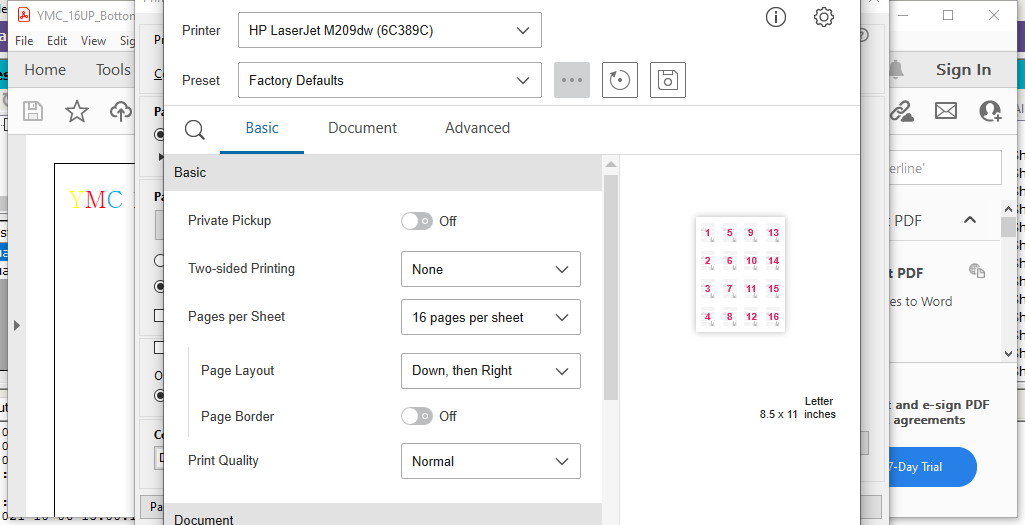 YMC_16UP_Bottom
File Edit View Sig
Home Tools
Sign In
YMC
Printer HP LaserJet M209dw (6C389C)
Preset Factory Defaults
Basic Document Advanced
Basic
Private Pickup Off
Two-sided Printing None
Pages per Sheet 16 pages per sheet
Page Layout Down, then Right
Page Border Off
Print Quality Normal
Document
1 5 9 13
2 6 10 14
3 7 11 15
4 8 12 16
Letter
8.5 x 11 inches
Pa
Pa
Pa
erline'
PDF
t PDF
es to Word
t and e-sign PDF
agreements
7-Day Trial